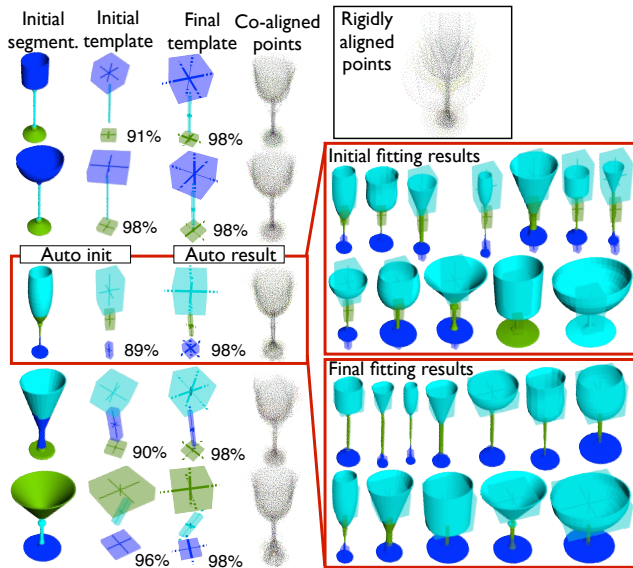 Initial segment.
Initial template
Final template
Co-aligned points
Rigidly aligned points
91%
98%
98%
98%
Auto init
Auto result
89%
98%
90%
98%
96%
98%
Initial fitting results
Final fitting results